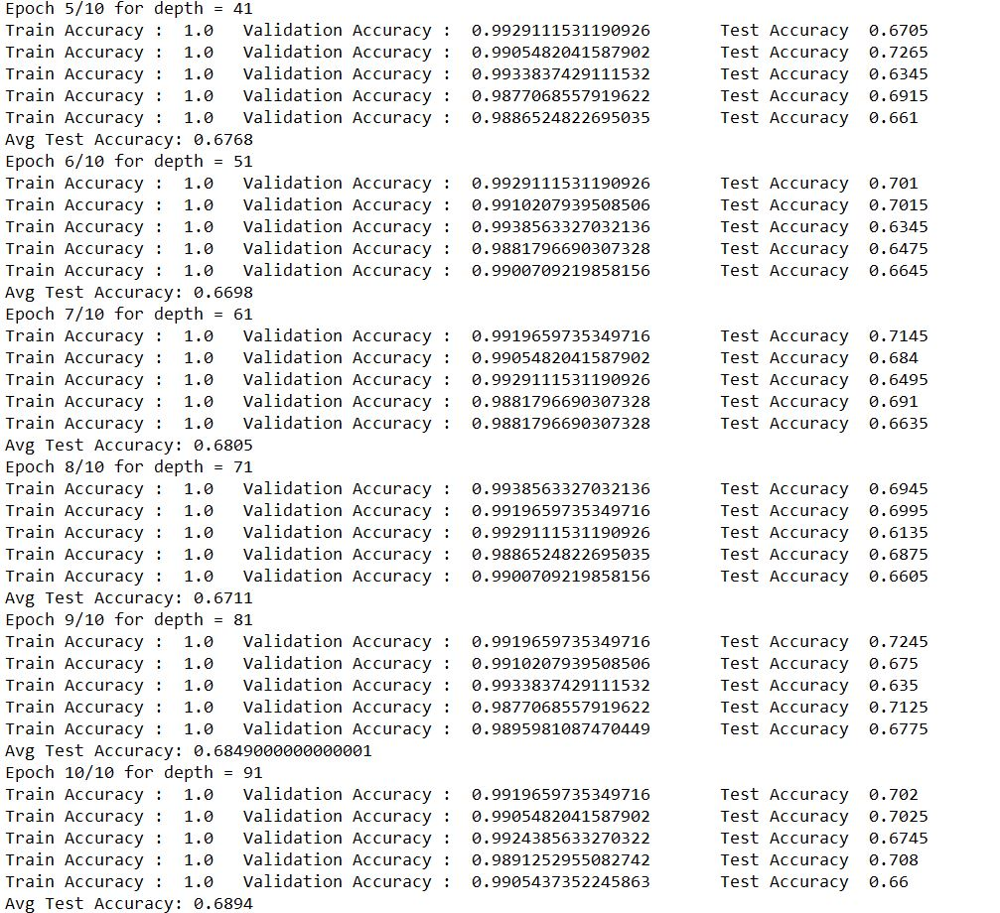 Epoch 5/10 for depth = 41
Train Accuracy :  1.0   Validation Accuracy :  0.9929111531190926       Test Accuracy  0.6705
Train Accuracy :  1.0   Validation Accuracy :  0.9905482041587902       Test Accuracy  0.7265
Train Accuracy :  1.0   Validation Accuracy :  0.9933837429111532       Test Accuracy  0.6345
Train Accuracy :  1.0   Validation Accuracy :  0.9877068557919622       Test Accuracy  0.6915
Train Accuracy :  1.0   Validation Accuracy :  0.9886524822695035       Test Accuracy  0.661
Avg Test Accuracy: 0.6768
Epoch 6/10 for depth = 51
Train Accuracy :  1.0   Validation Accuracy :  0.9929111531190926       Test Accuracy  0.701
Train Accuracy :  1.0   Validation Accuracy :  0.9910207939508506       Test Accuracy  0.7015
Train Accuracy :  1.0   Validation Accuracy :  0.9938563327032136       Test Accuracy  0.6345
Train Accuracy :  1.0   Validation Accuracy :  0.9881796690307328       Test Accuracy  0.6475
Train Accuracy :  1.0   Validation Accuracy :  0.9900709219858156       Test Accuracy  0.6645
Avg Test Accuracy: 0.6698
Epoch 7/10 for depth = 61
Train Accuracy :  1.0   Validation Accuracy :  0.9919659735349716       Test Accuracy  0.7145
Train Accuracy :  1.0   Validation Accuracy :  0.9905482041587902       Test Accuracy  0.684
Train Accuracy :  1.0   Validation Accuracy :  0.9929111531190926       Test Accuracy  0.6495
Train Accuracy :  1.0   Validation Accuracy :  0.9881796690307328       Test Accuracy  0.691
Train Accuracy :  1.0   Validation Accuracy :  0.9881796690307328       Test Accuracy  0.6635
Avg Test Accuracy: 0.6805
Epoch 8/10 for depth = 71
Train Accuracy :  1.0   Validation Accuracy :  0.9938563327032136       Test Accuracy  0.6945
Train Accuracy :  1.0   Validation Accuracy :  0.9919659735349716       Test Accuracy  0.6995
Train Accuracy :  1.0   Validation Accuracy :  0.9929111531190926       Test Accuracy  0.6135
Train Accuracy :  1.0   Validation Accuracy :  0.9886524822695035       Test Accuracy  0.6875
Train Accuracy :  1.0   Validation Accuracy :  0.9900709219858156       Test Accuracy  0.6605
Avg Test Accuracy: 0.6711
Epoch 9/10 for depth = 81
Train Accuracy :  1.0   Validation Accuracy :  0.9919659735349716       Test Accuracy  0.7245
Train Accuracy :  1.0   Validation Accuracy :  0.9910207939508506       Test Accuracy  0.675
Train Accuracy :  1.0   Validation Accuracy :  0.9933837429111532       Test Accuracy  0.635
Train Accuracy :  1.0   Validation Accuracy :  0.9877068557919622       Test Accuracy  0.7125
Train Accuracy :  1.0   Validation Accuracy :  0.9895981087470449       Test Accuracy  0.6775
Avg Test Accuracy: 0.6849000000000001
Epoch 10/10 for depth = 91
Train Accuracy :  1.0   Validation Accuracy :  0.9919659735349716       Test Accuracy  0.702
Train Accuracy :  1.0   Validation Accuracy :  0.9905482041587902       Test Accuracy  0.7025
Train Accuracy :  1.0   Validation Accuracy :  0.9924385633270322       Test Accuracy  0.6745
Train Accuracy :  1.0   Validation Accuracy :  0.9891252955082742       Test Accuracy  0.708
Train Accuracy :  1.0   Validation Accuracy :  0.9905437352245863       Test Accuracy  0.66
Avg Test Accuracy: 0.6894